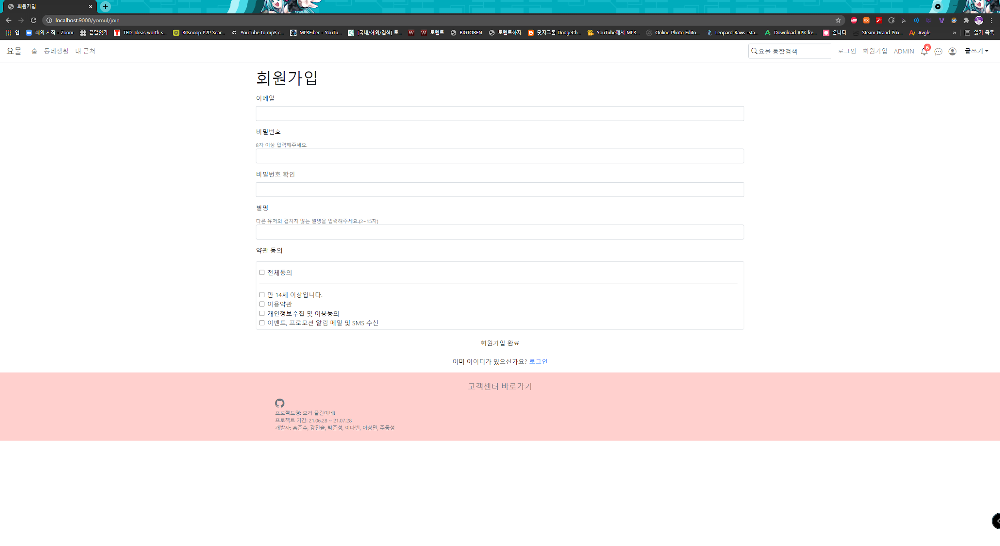 회원가입
localhost:9000/yomul/join
앱 회의 시작 - Zoom 끝말잇기 TED: Ideas worth s... Bitsnoop P2P Sear... YouTube to mp3 c... MP3Fiber - YouTu... [국내/해외/검색] 토... 토렌트 BIGTOREN 토렌트하자 닷지크롬 DodgeCh... YouTube에서 MP3... Online Photo Edito... Leopard-Raws -sta... Download APK fre... 온나다 Steam Grand Prix... Avgle » 읽기 목록
요물 홈 동네생활 내 근처 요물 통합검색 로그인 회원가입 ADMIN 6 글쓰기
회원가입
이메일
비밀번호
8자 이상 입력해주세요.
비밀번호 확인
별명
다른 유저와 겹치지 않는 별명을 입력해주세요.(2~15자)
약관 동의
전체동의
만 14세 이상입니다.
이용약관
개인정보수집 및 이용동의
이벤트, 프로모션 알림 메일 및 SMS 수신
회원가입 완료
이미 아이디가 있으신가요? 로그인
고객센터 바로가기
프로젝트명: 요거 물건이네!
프로젝트 기간: 21.06.28 ~ 21.07.28
개발자: 홍준수, 강진슬, 박준성, 이다빈, 이창민, 주동성